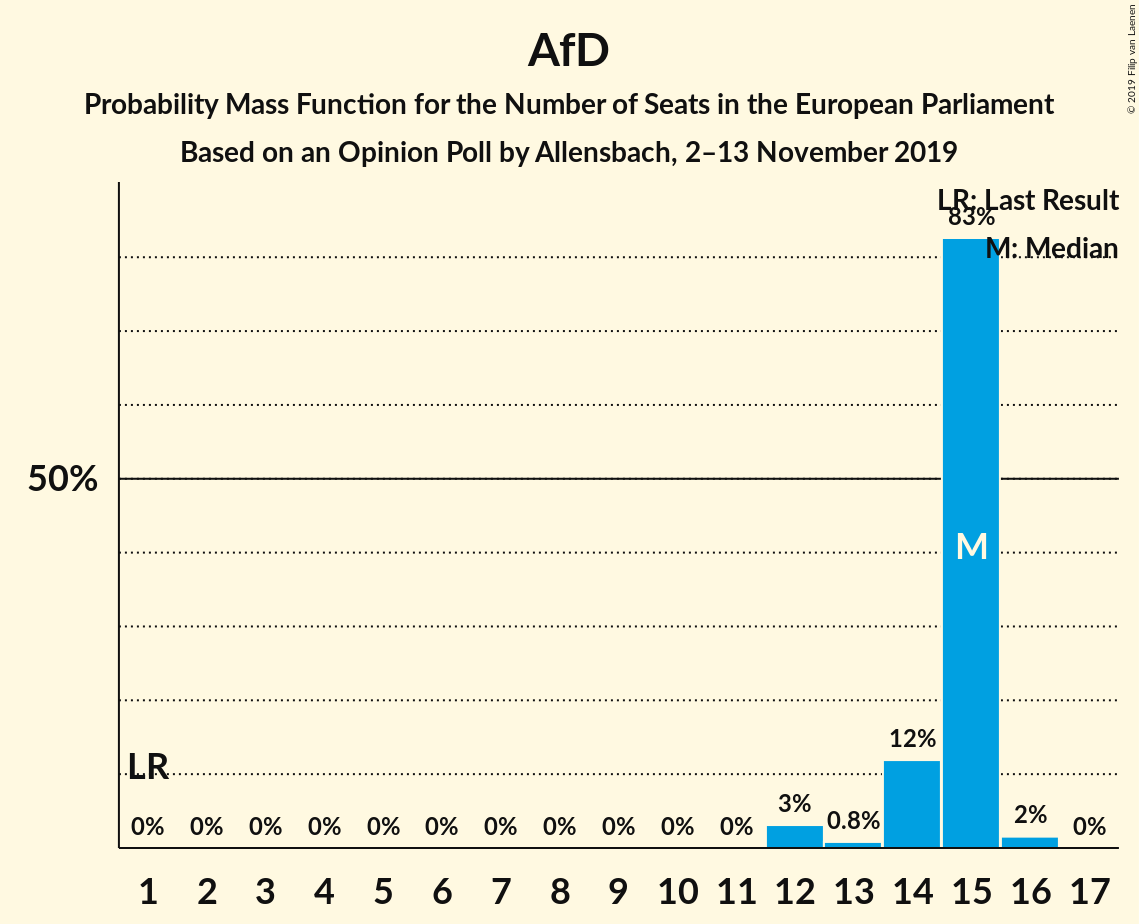 AfD
Probability Mass Function for the Number of Seats in the European Parliament
Based on an Opinion Poll by Allensbach, 2–13 November 2019
© 2019 Filip van Laenen
LR: Last Result
M: Median
83%
50%
M
LR
12%
3%
0.8%
2%
0% 0% 0% 0% 0% 0% 0% 0% 0% 0% 0% 0%
1 2 3 4 5 6 7 8 9 10 11 12 13 14 15 16 17